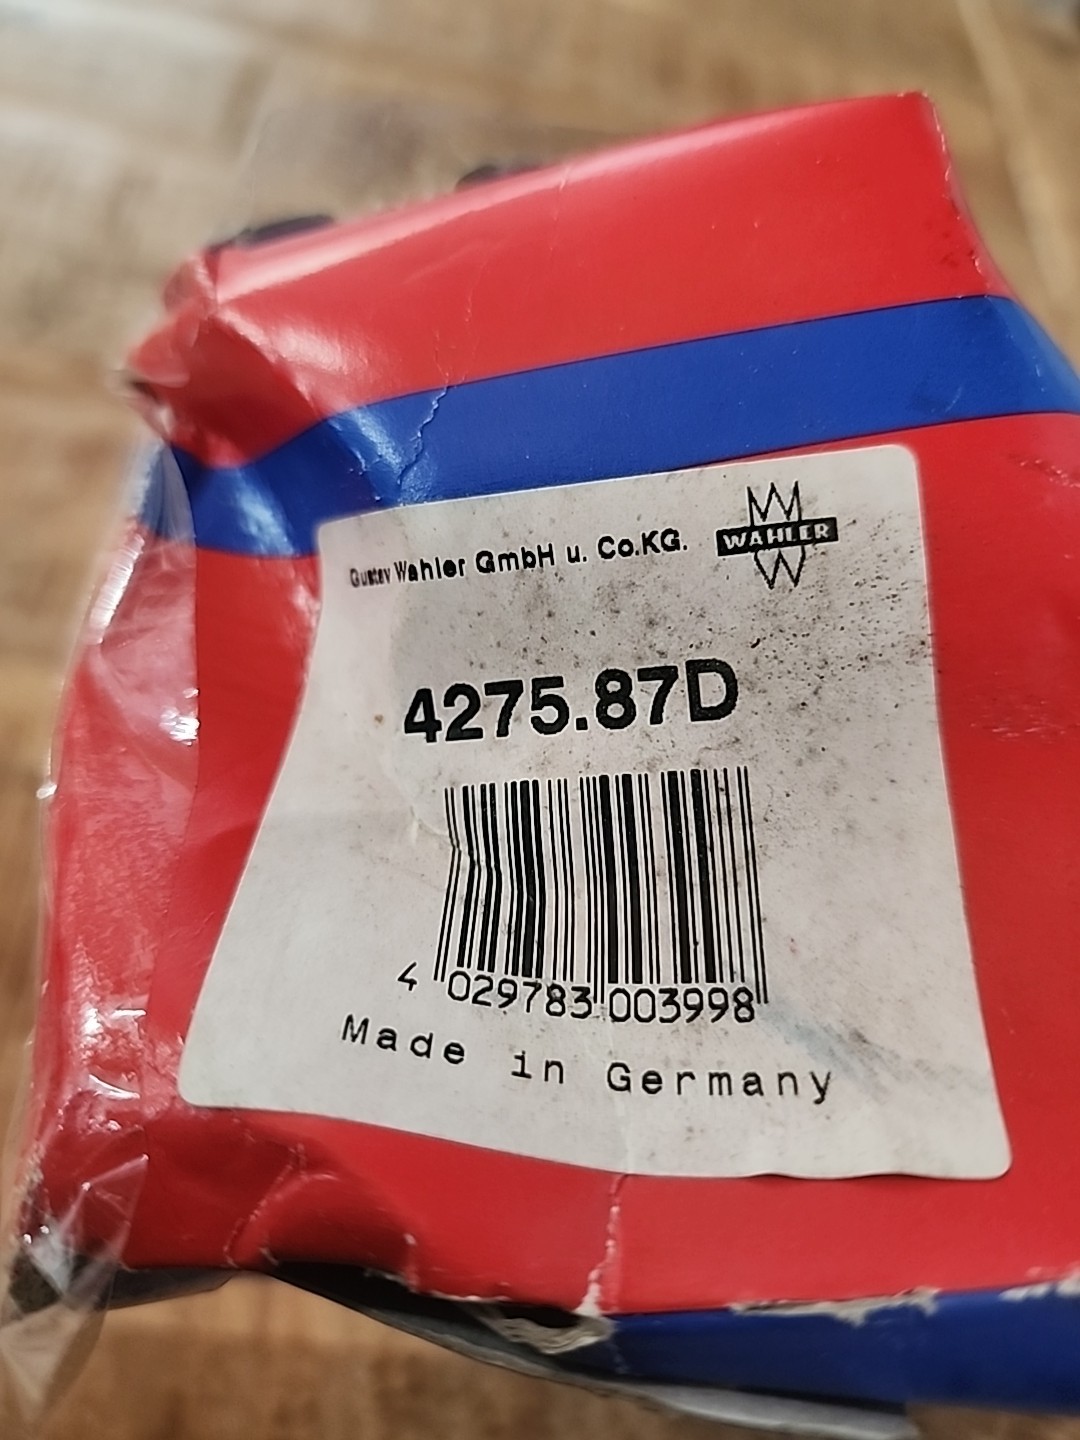 Gustav Wahler GmbH u. Co.KG.
WAHLER
4275.87D
4 029783 003998
Made in Germany